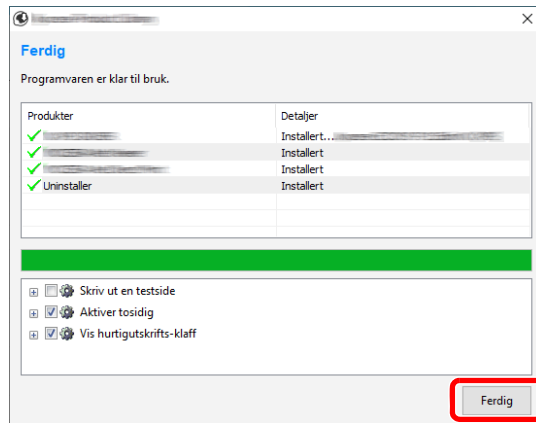 Ferdig
Programvaren er klar til bruk.
Produkter Detaljer
Installert...
Installert
Installert
Uninstaller Installert
Skriv ut en testside
Aktiver tosidig
Vis hurtigutskrifts-klaff
Ferdig